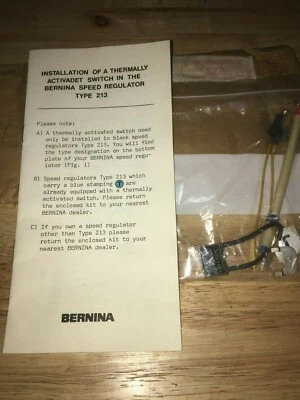 INSTALLATION OF A THERMALLY
ACTIVADET SWITCH IN THE
BERNINA SPEED REGULATOR
TYPE 213
Please note:
A) A thermally activated switch need
only be installed in black speed
regulators Type 213. You will find
the type designation on the bottom
plate of your BERNINA speed regu-
lator (Fig. 1)
B) Speed regulators Type 213 which
carry a blue stamping T are
already equipped with a thermally
activated switch. Please return
the enclosed kit to your nearest
BERNINA dealer.
C) If you own a speed regulator
other than Type 213 please
return the enclosed kit to your
nearest BERNINA dealer.
BERNINA